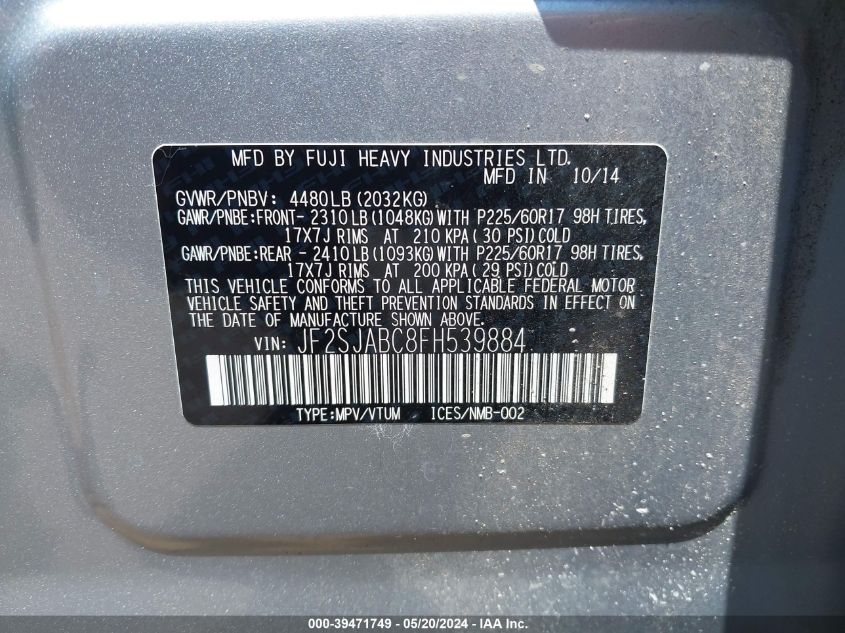 MFD BY FUJI HEAVY INDUSTRIES LTD.
MFD IN 10/14
GVWR/PNBV: 4480LB(2032KG)
GAWR/PNBE:FRONT- 2310LB(1048KG)WITH P225/60R17 98H TIRES,
17X7J RIMS AT 210 KPA( 30 PSI)COLD
GAWR/PNBE:REAR - 2410LB(1093KG)WITH P225/60R17 98H TIRES,
17X7J RIMS AT 200 KPA( 29 PSI)COLD
THIS VEHICLE CONFORMS TO ALL APPLICABLE FEDERAL MOTOR
VEHICLE SAFETY AND THEFT PREVENTION STANDARDS IN EFFECT ON
THE DATE OF MANUFACTURE SHOWN ABOVE.
VIN: JF2SJABC8FH539884
TYPE:MPV/VTUM ICES/NMB-002
000-39471749 - 05/20/2024 - IAA Inc.